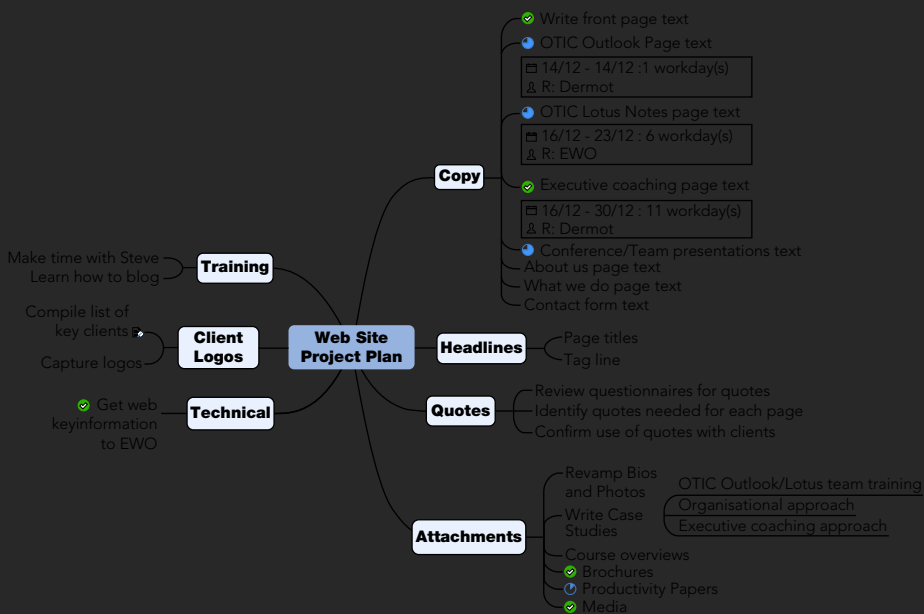 Web Site
Project Plan
Copy
Write front page text
OTIC Outlook Page text
14/12 - 14/12 :1 workday(s)
R: Dermot
OTIC Lotus Notes page text
16/12 - 23/12 : 6 workday(s)
R: EWO
Executive coaching page text
16/12 - 30/12 : 11 workday(s)
R: Dermot
Conference/Team presentations text
About us page text
What we do page text
Contact form text
Headlines
Page titles
Tag line
Quotes
Review questionnaires for quotes
Identify quotes needed for each page
Confirm use of quotes with clients
Attachments
Revamp Bios
and Photos
Write Case
Studies
OTIC Outlook/Lotus team training
Organisational approach
Executive coaching approach
Course overviews
Brochures
Productivity Papers
Media
Training
Make time with Steve
Learn how to blog
Client
Logos
Compile list of
key clients
Capture logos
Technical
Get web
keyinformation
to EWO